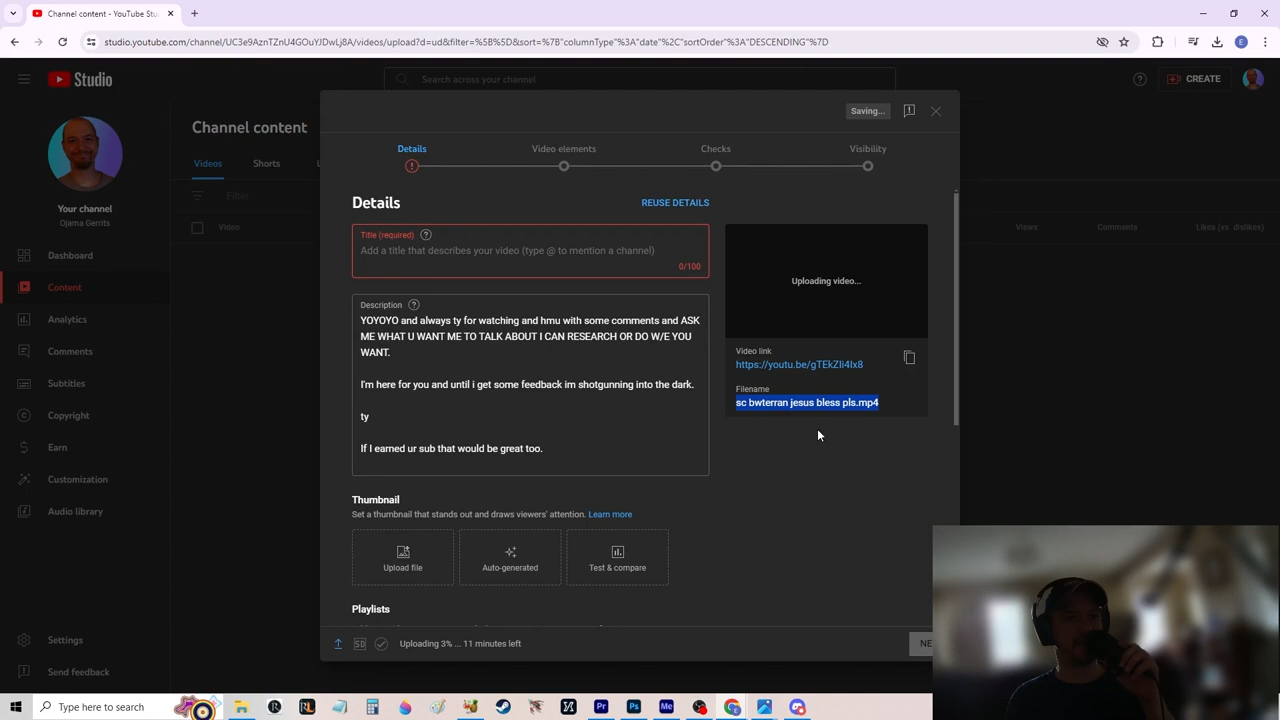 Channel content - YouTube Stu
studio.youtube.com/channel/UC3e9AznTZnU4GOuYJDwLj8A/videos/upload?d=ud&filter=%5B%5D&sort=%7B"columnType"%3A"date"%2C"sortOrder"%3A"DESCENDING"%7D
E
Studio
Search across your channel
CREATE
Your channel
Ojama Gerrits
Dashboard
Content
Analytics
Comments
Subtitles
Copyright
Earn
Customization
Audio library
Settings
Send feedback
Channel content
Videos
Shorts
Filter
Video
Views
Comments
Likes (vs. dislikes)
Saving...
Details
Video elements
Checks
Visibility
Details
REUSE DETAILS
Title (required)
Add a title that describes your video (type @ to mention a channel)
0/100
Description
YOYOYO and always ty for watching and hmu with some comments and ASK
ME WHAT U WANT ME TO TALK ABOUT I CAN RESEARCH OR DO W/E YOU
WANT.
I'm here for you and until i get some feedback im shotgunning into the dark.
ty
If I earned ur sub that would be great too.
Uploading video...
Video link
https://youtu.be/gTEkZIi4Ix8
Filename
sc bwterran jesus bless pls.mp4
Thumbnail
Set a thumbnail that stands out and draws viewers' attention. Learn more
Upload file
Auto-generated
Test & compare
Playlists
SD
Uploading 3% ... 11 minutes left
NE
Type here to search
Pr
Ps
Me